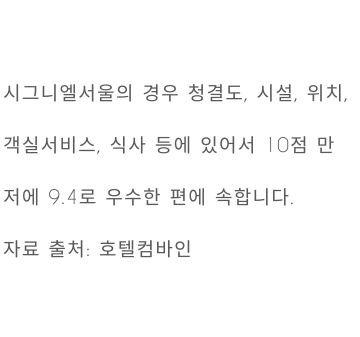 시그니엘서울의 경우 청결도, 시설, 위치,
객실서비스, 식사 등에 있어서 10점 만
저에 9.4로 우수한 편에 속합니다.
자료 출처: 호텔컴바인